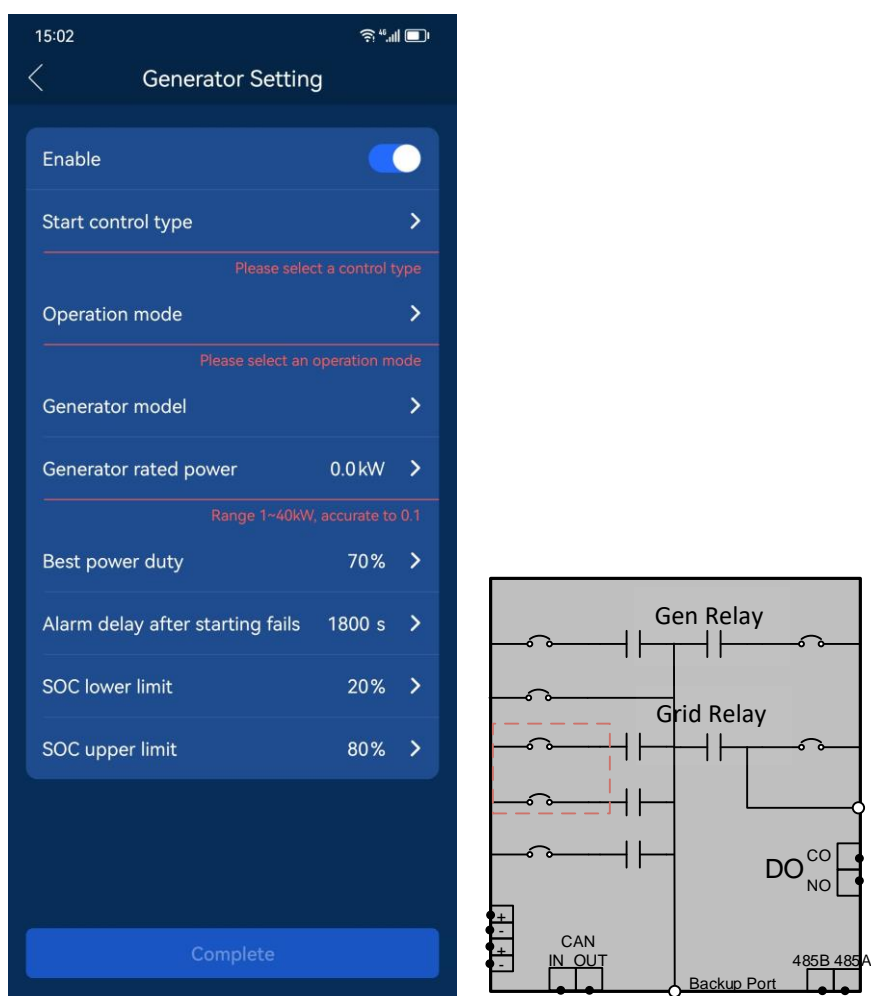 15:02
46
Generator Setting
Enable
Start control type
Please select a control type
Operation mode
Please select an operation mode
Generator model
Generator rated power 0.0kW
Range 1~40kW, accurate to 0.1
Best power duty 70%
Alarm delay after starting fails 1800 s
SOC lower limit 20%
SOC upper limit 80%
Complete
Gen Relay
Grid Relay
DO
CO
NO
+
-
+
-
CAN
IN OUT
485B 485A
Backup Port